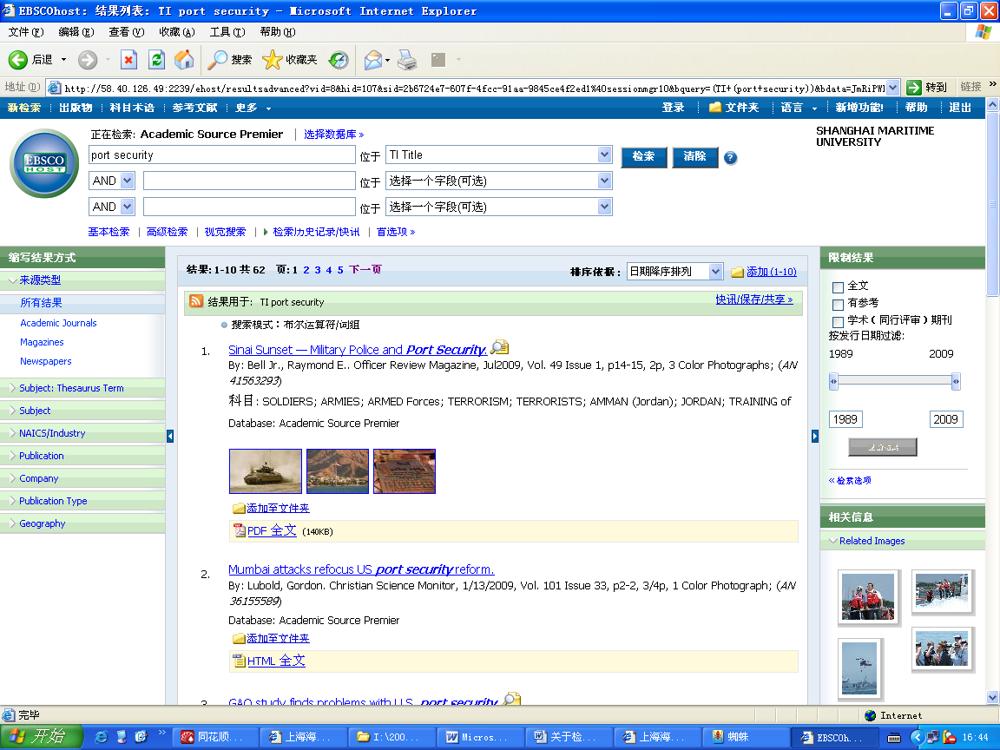 EBSCOhost: 结果列表: TI port security - Microsoft Internet Explorer
文件(F) 编辑(E) 查看(V) 收藏(A) 工具(T) 帮助(H)
后退 搜索 收藏夹
地址(D) http://58.40.126.49:2239/ehost/resultsadvanced?vid=8&hid=107&sid=2b6724e7-607f-4fcc-91aa-9845ce4f2ed1%40sessionmgr10&bquery=(TI+(port+security))&bdata=JmRiPW 转到 链接 »
新检索 出版物 科目术语 参考文献 更多 登录 文件夹 语言 新增功能! 帮助 退出
正在检索: Academic Source Premier 选择数据库 »
SHANGHAI MARITIME
UNIVERSITY
EBSCO
HOST
port security 位于 TI Title 检索 清除 ?
AND 位于 选择一个字段(可选)
AND 位于 选择一个字段(可选)
基本检索 | 高级检索 | 视觉搜索 | 检索历史记录/快讯 | 首选项 »
缩写结果方式
来源类型
所有结果
Academic Journals
Magazines
Newspapers
Subject: Thesaurus Term
Subject
NAICS/Industry
Publication
Company
Publication Type
Geography
结果: 1-10 共 62 页: 1 2 3 4 5 下一页 排序依据: 日期降序排列 添加 (1-10)
结果用于: TI port security 快讯/保存/共享 »
搜索模式：布尔运算符/词组
1. Sinai Sunset — Military Police and Port Security.
By: Bell Jr., Raymond E.. Officer Review Magazine, Jul2009, Vol. 49 Issue 1, p14-15, 2p, 3 Color Photographs; (AN
41563293)
科目: SOLDIERS; ARMIES; ARMED Forces; TERRORISM; TERRORISTS; AMMAN (Jordan); JORDAN; TRAINING of
Database: Academic Source Premier
添加至文件夹
PDF 全文 (140KB)
2. Mumbai attacks refocus US port security reform.
By: Lubold, Gordon. Christian Science Monitor, 1/13/2009, Vol. 101 Issue 33, p2-2, 3/4p, 1 Color Photograph; (AN
36155589)
Database: Academic Source Premier
添加至文件夹
HTML 全文
3. GAO study finds problems with U.S. port security.
限制结果
全文
有参考
学术（同行评审）期刊
按发行日期过滤:
1989 2009
1989 2009
« 检索选项
相关信息
Related Images
完毕 Internet
开始 » 同花顺... 上海海... I:\200... Micros... 关于检... 上海海... 蜘蛛 EBSCOh... 16:44